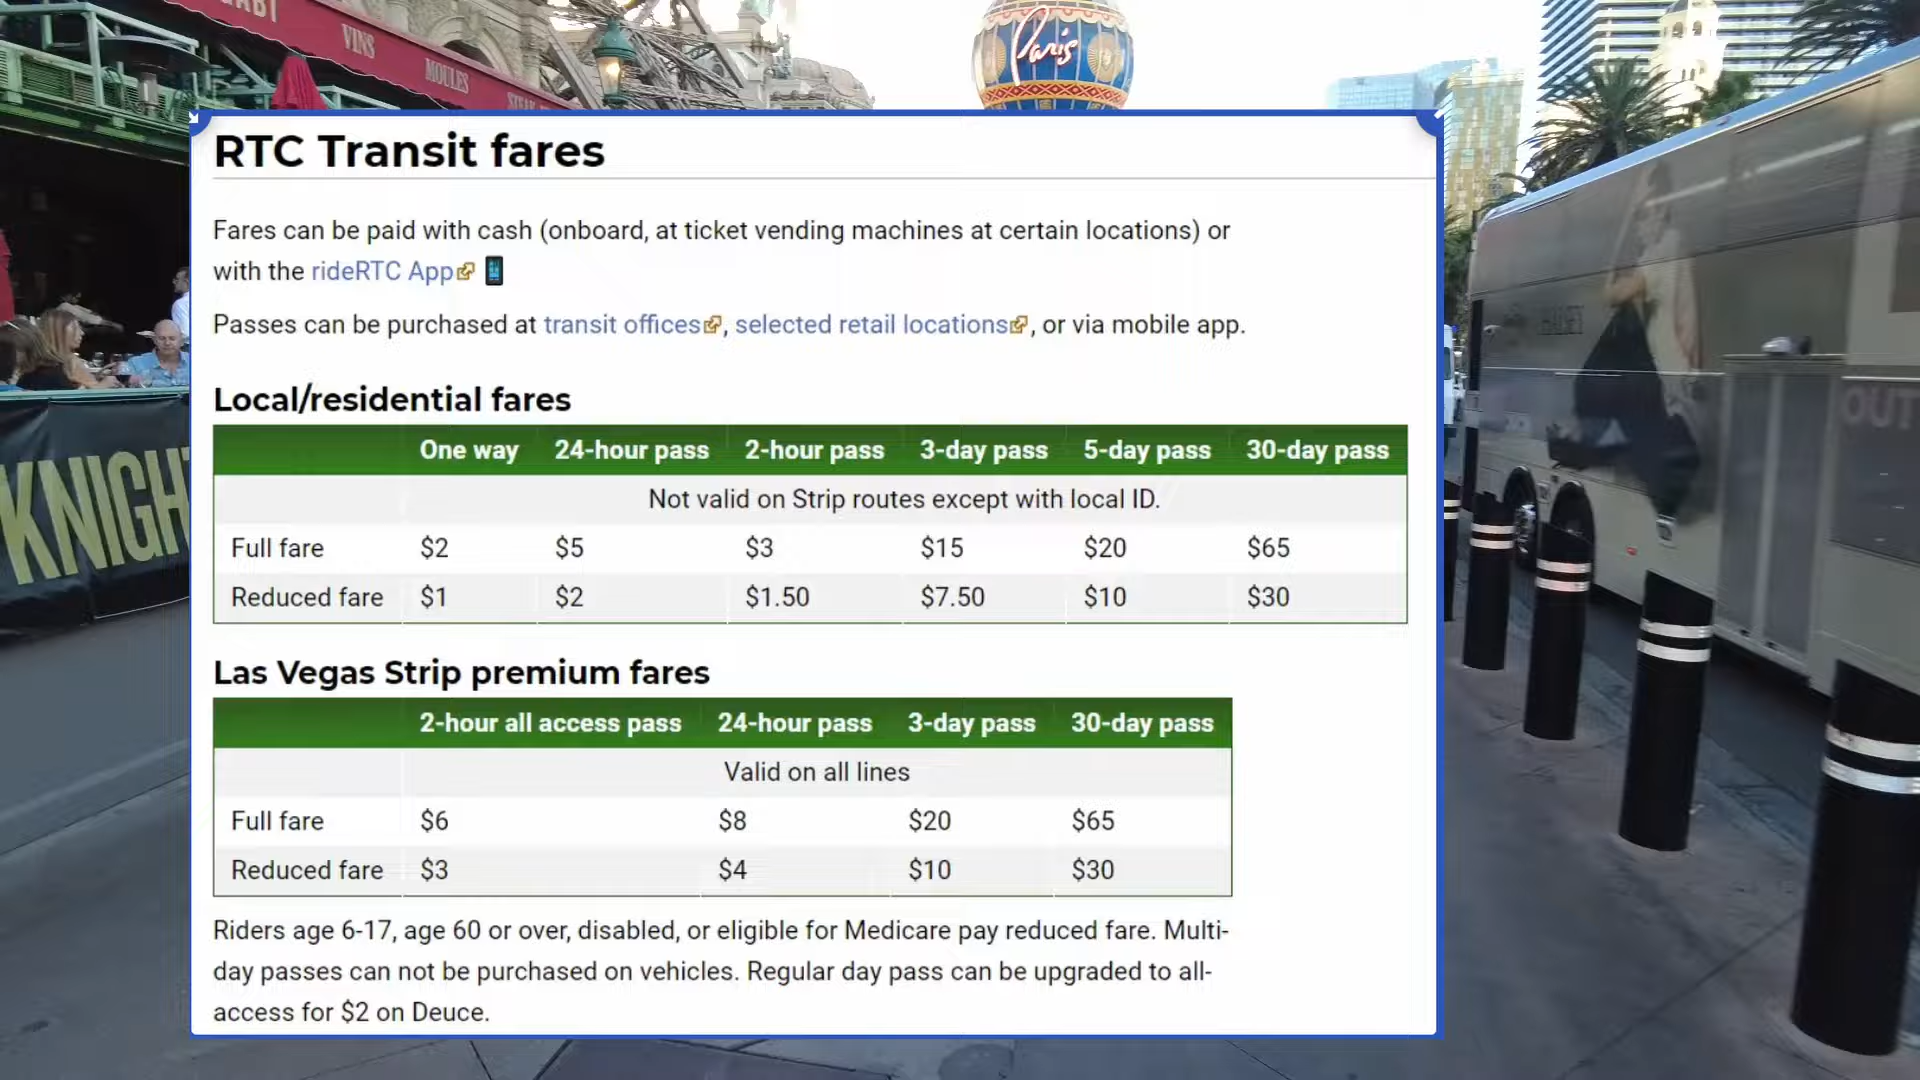 VINS
MOULES
Paris
KNIGH
OUT
RTC Transit fares
Fares can be paid with cash (onboard, at ticket vending machines at certain locations) or
with the rideRTC App
Passes can be purchased at transit offices, selected retail locations, or via mobile app.
Local/residential fares
One way 24-hour pass 2-hour pass 3-day pass 5-day pass 30-day pass
Not valid on Strip routes except with local ID.
Full fare $2 $5 $3 $15 $20 $65
Reduced fare $1 $2 $1.50 $7.50 $10 $30
Las Vegas Strip premium fares
2-hour all access pass 24-hour pass 3-day pass 30-day pass
Valid on all lines
Full fare $6 $8 $20 $65
Reduced fare $3 $4 $10 $30
Riders age 6-17, age 60 or over, disabled, or eligible for Medicare pay reduced fare. Multi-
day passes can not be purchased on vehicles. Regular day pass can be upgraded to all-
access for $2 on Deuce.